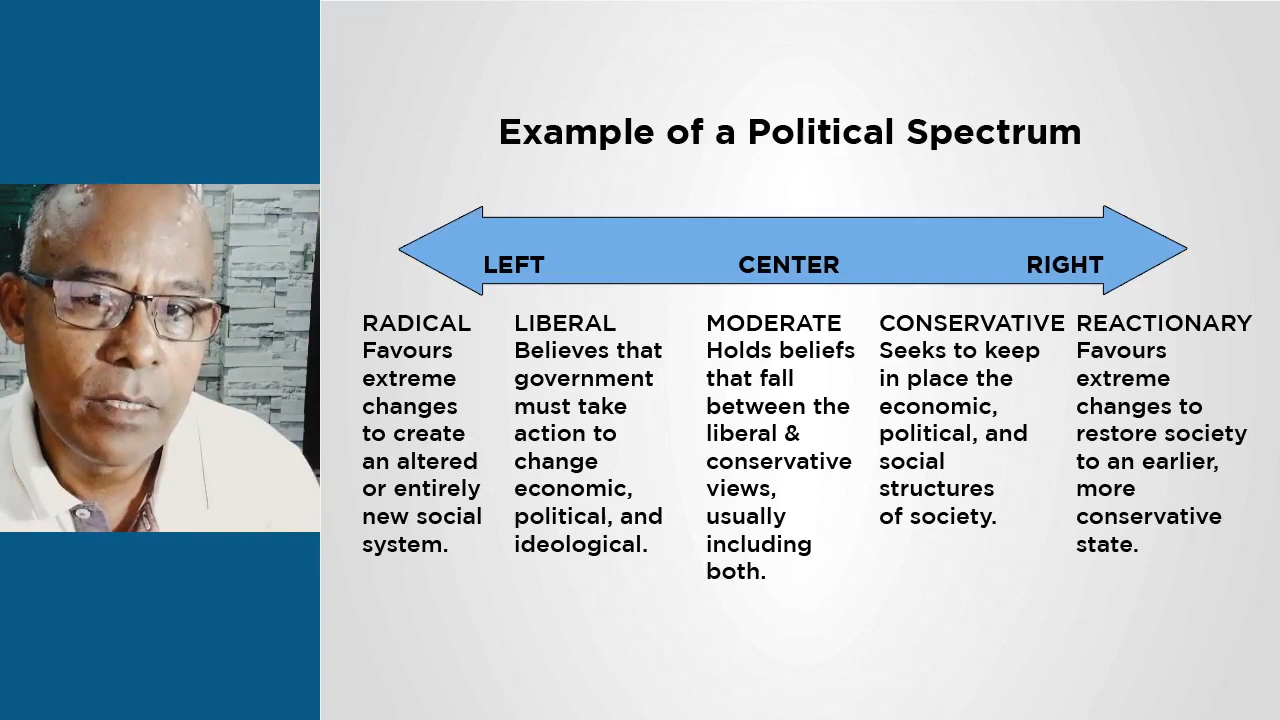 Example of a Political Spectrum
LEFT
CENTER
RIGHT
RADICAL
Favours
extreme
changes
to create
an altered
or entirely
new social
system.
LIBERAL
Believes that
government
must take
action to
change
economic,
political, and
ideological.
MODERATE
Holds beliefs
that fall
between the
liberal &
conservative
views,
usually
including
both.
CONSERVATIVE
Seeks to keep
in place the
economic,
political, and
social
structures
of society.
REACTIONARY
Favours
extreme
changes to
restore society
to an earlier,
more
conservative
state.